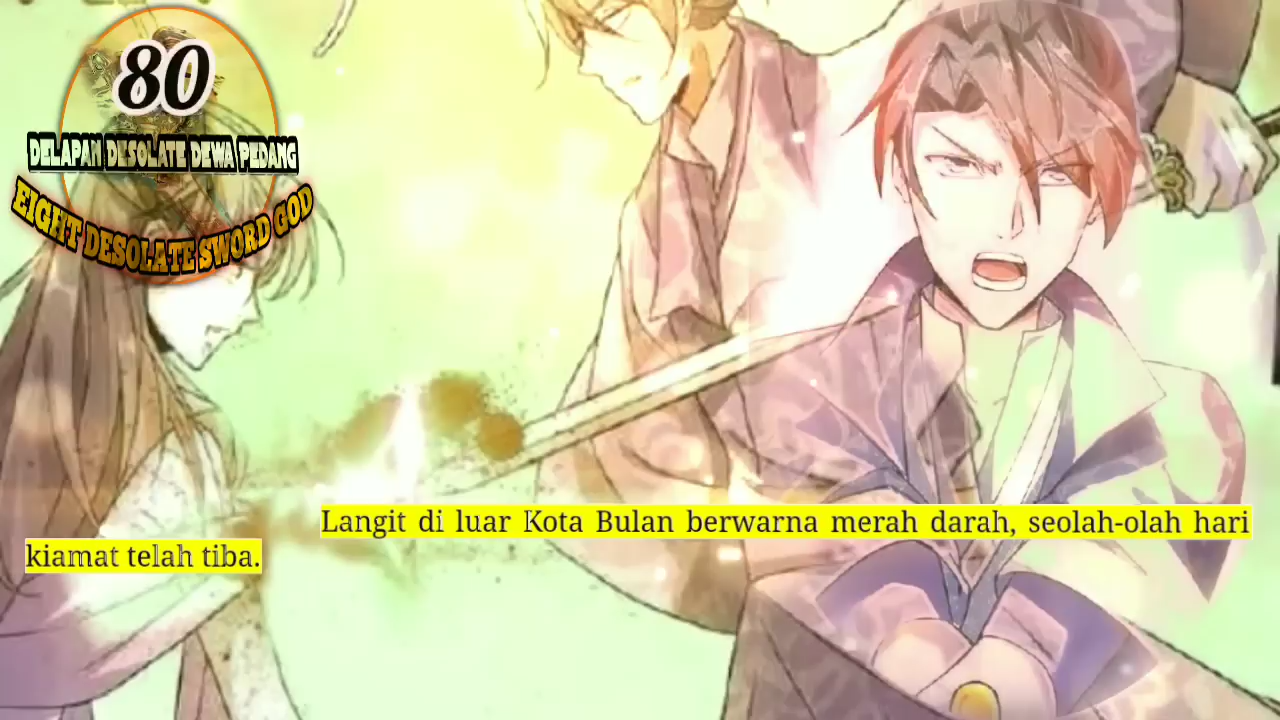 80
DELAPAN DESOLATE DEWA PEDANG
EIGHT DESOLATE SWORD GOD
Langit di luar Kota Bulan berwarna merah darah, seolah-olah hari
kiamat telah tiba.